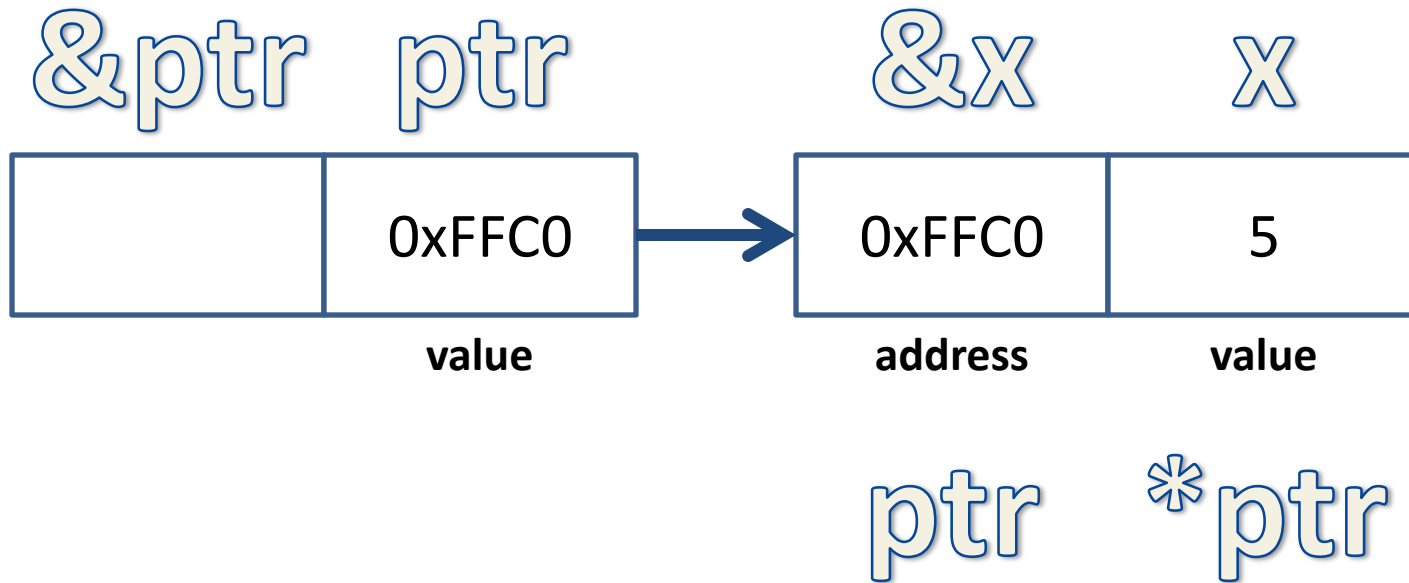 &ptr ptr &x x
0xFFC0 0xFFC0 5
value address value
ptr *ptr